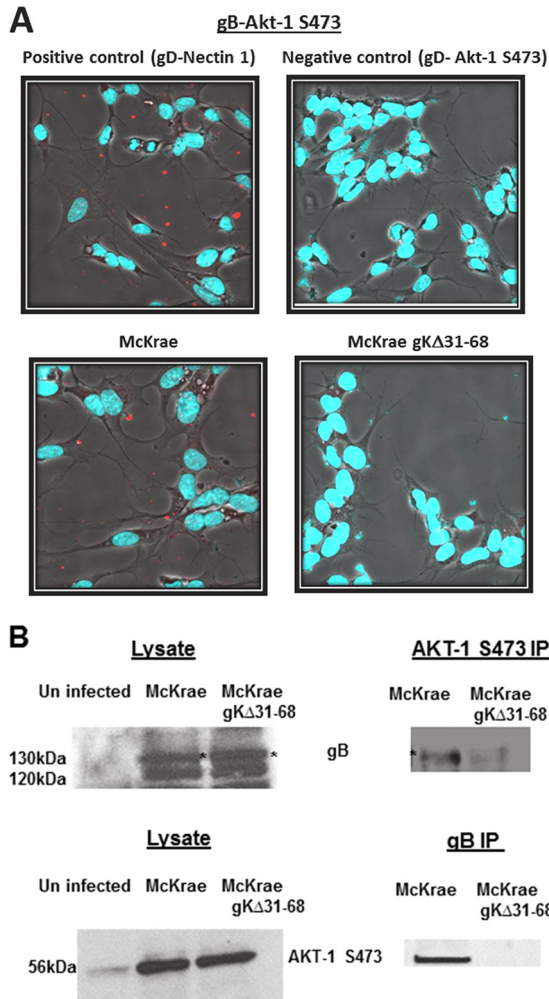 A
gB-Akt-1 S473
Positive control (gD-Nectin 1)
Negative control (gD- Akt-1 S473)
McKrae
McKrae gKΔ31-68
B
Lysate
AKT-1 S473 IP
Un infected McKrae McKrae gKΔ31-68
McKrae McKrae gKΔ31-68
130kDa
120kDa
* *
gB
*
Lysate
gB IP
Un infected McKrae McKrae gKΔ31-68
McKrae McKrae gKΔ31-68
56kDa
AKT-1 S473